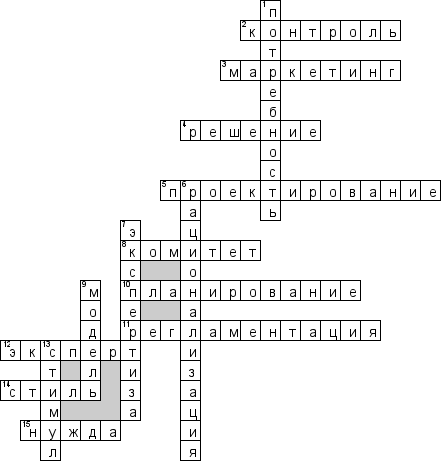 1 потребность
2 контроль
3 маркетинг
4 решение
5 проектирование
6 рационализация
7 экспертиза
8 комитет
9 модель
10 планирование
11 регламентация
12 эксперт
13 стимул
14 стиль
15 нужда